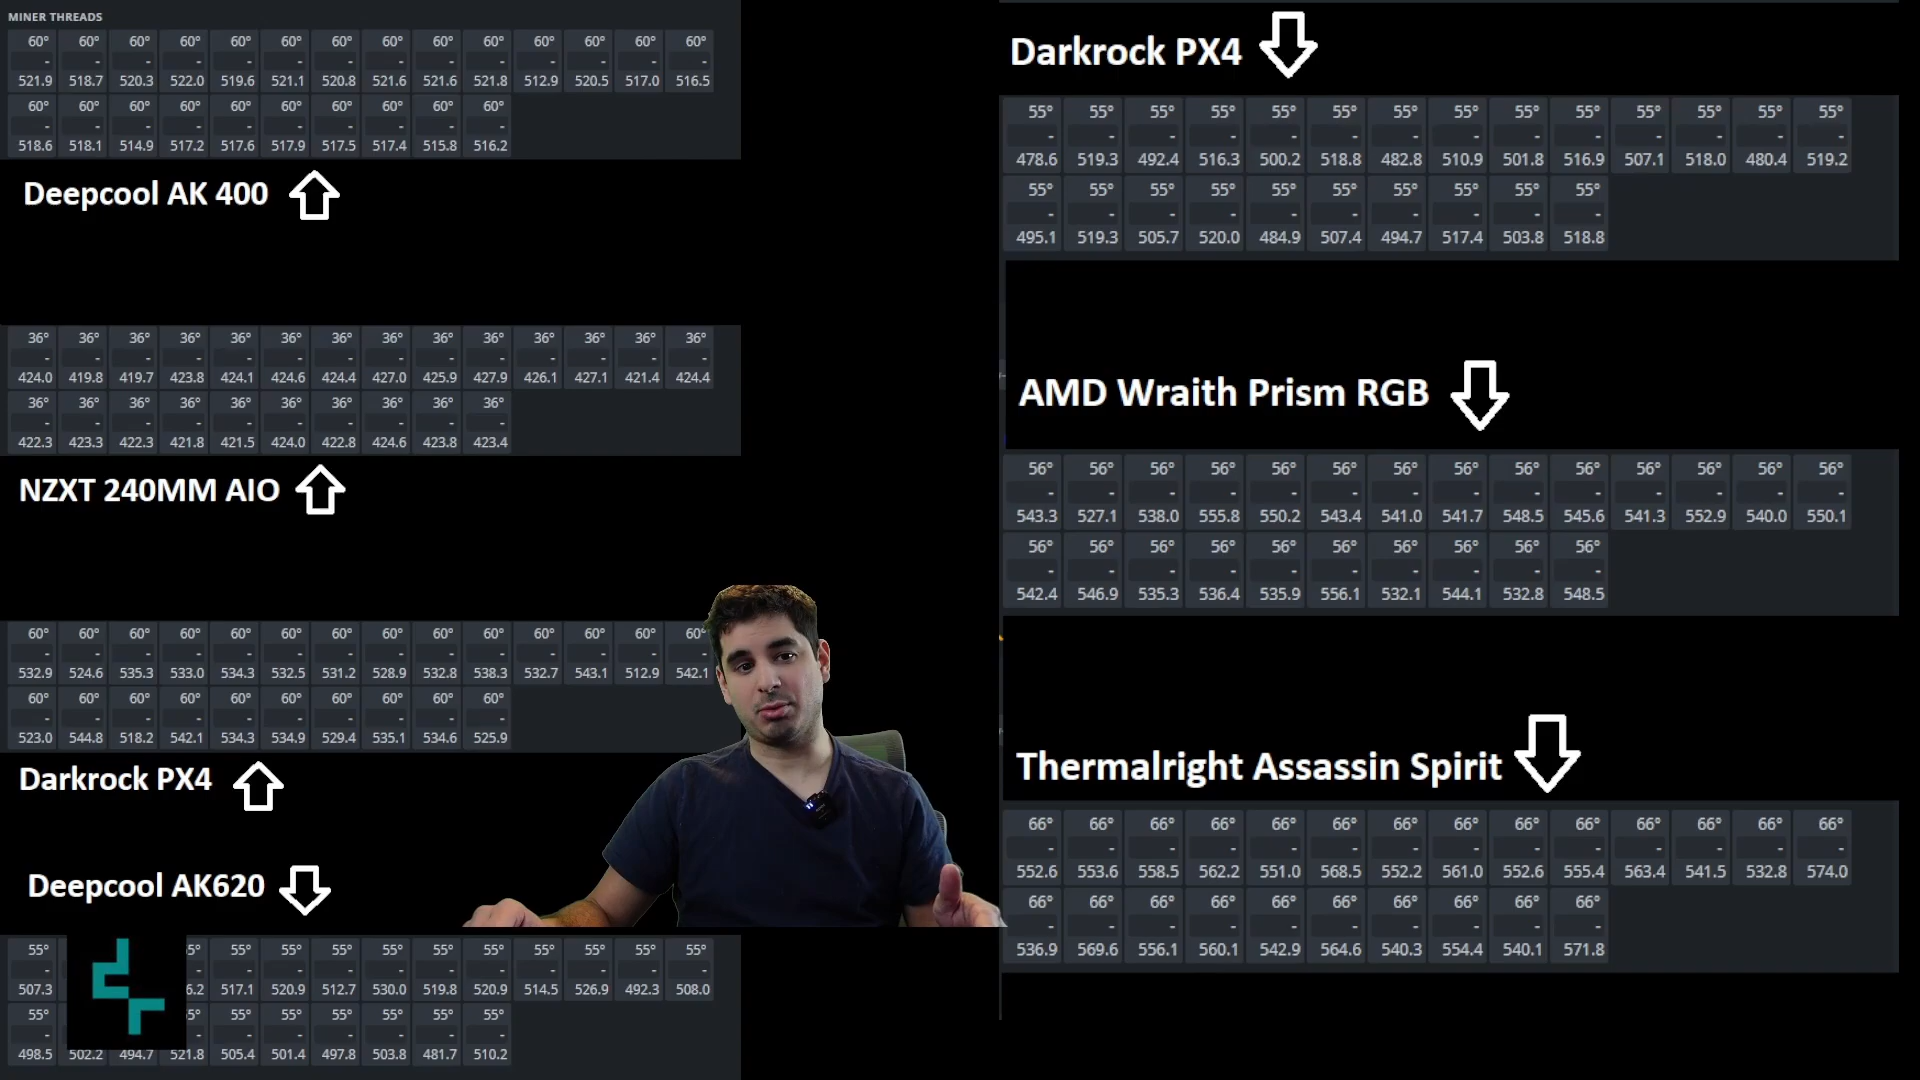 MINER THREADS
60° 60° 60° 60° 60° 60° 60° 60° 60° 60° 60° 60° 60° 60°
- - - - - - - - - - - - - -
521.9 518.7 520.3 522.0 519.6 521.1 520.8 521.6 521.6 521.8 512.9 520.5 517.0 516.5
60° 60° 60° 60° 60° 60° 60° 60° 60° 60°
- - - - - - - - - -
518.6 518.1 514.9 517.2 517.6 517.9 517.5 517.4 515.8 516.2
Deepcool AK 400
36° 36° 36° 36° 36° 36° 36° 36° 36° 36° 36° 36° 36° 36°
- - - - - - - - - - - - - -
424.0 419.8 419.7 423.8 424.1 424.6 424.4 427.0 425.9 427.9 426.1 427.1 421.4 424.4
36° 36° 36° 36° 36° 36° 36° 36° 36° 36°
- - - - - - - - - -
422.3 423.3 422.3 421.8 421.5 424.0 422.8 424.6 423.8 423.4
NZXT 240MM AIO
60° 60° 60° 60° 60° 60° 60° 60° 60° 60° 60° 60° 60° 60°
- - - - - - - - - - - - - -
532.9 524.6 535.3 533.0 534.3 532.5 531.2 528.9 532.8 538.3 532.7 543.1 512.9 542.1
60° 60° 60° 60° 60° 60° 60° 60° 60° 60°
- - - - - - - - - -
523.0 544.8 518.2 542.1 534.3 534.9 529.4 535.1 534.6 525.9
Darkrock PX4
Deepcool AK620
55° 5° 55° 55° 55° 55° 55° 55° 55° 55° 55° 55°
- - - - - - - - - - - -
507.3 6.2 517.1 520.9 512.7 530.0 519.8 520.9 514.5 526.9 492.3 508.0
55° 5° 55° 55° 55° 55° 55° 55°
- - - - - - - -
498.5 502.2 494.7 521.8 505.4 501.4 497.8 503.8 481.7 510.2
Darkrock PX4
55° 55° 55° 55° 55° 55° 55° 55° 55° 55° 55° 55° 55° 55°
- - - - - - - - - - - - - -
478.6 519.3 492.4 516.3 500.2 518.8 482.8 510.9 501.8 516.9 507.1 518.0 480.4 519.2
55° 55° 55° 55° 55° 55° 55° 55° 55° 55°
- - - - - - - - - -
495.1 519.3 505.7 520.0 484.9 507.4 494.7 517.4 503.8 518.8
AMD Wraith Prism RGB
56° 56° 56° 56° 56° 56° 56° 56° 56° 56° 56° 56° 56° 56°
- - - - - - - - - - - - - -
543.3 527.1 538.0 555.8 550.2 543.4 541.0 541.7 548.5 545.6 541.3 552.9 540.0 550.1
56° 56° 56° 56° 56° 56° 56° 56° 56° 56°
- - - - - - - - - -
542.4 546.9 535.3 536.4 535.9 556.1 532.1 544.1 532.8 548.5
Thermalright Assassin Spirit
66° 66° 66° 66° 66° 66° 66° 66° 66° 66° 66° 66° 66° 66°
- - - - - - - - - - - - - -
552.6 553.6 558.5 562.2 551.0 568.5 552.2 561.0 552.6 555.4 563.4 541.5 532.8 574.0
66° 66° 66° 66° 66° 66° 66° 66° 66° 66°
- - - - - - - - - -
536.9 569.6 556.1 560.1 542.9 564.6 540.3 554.4 540.1 571.8